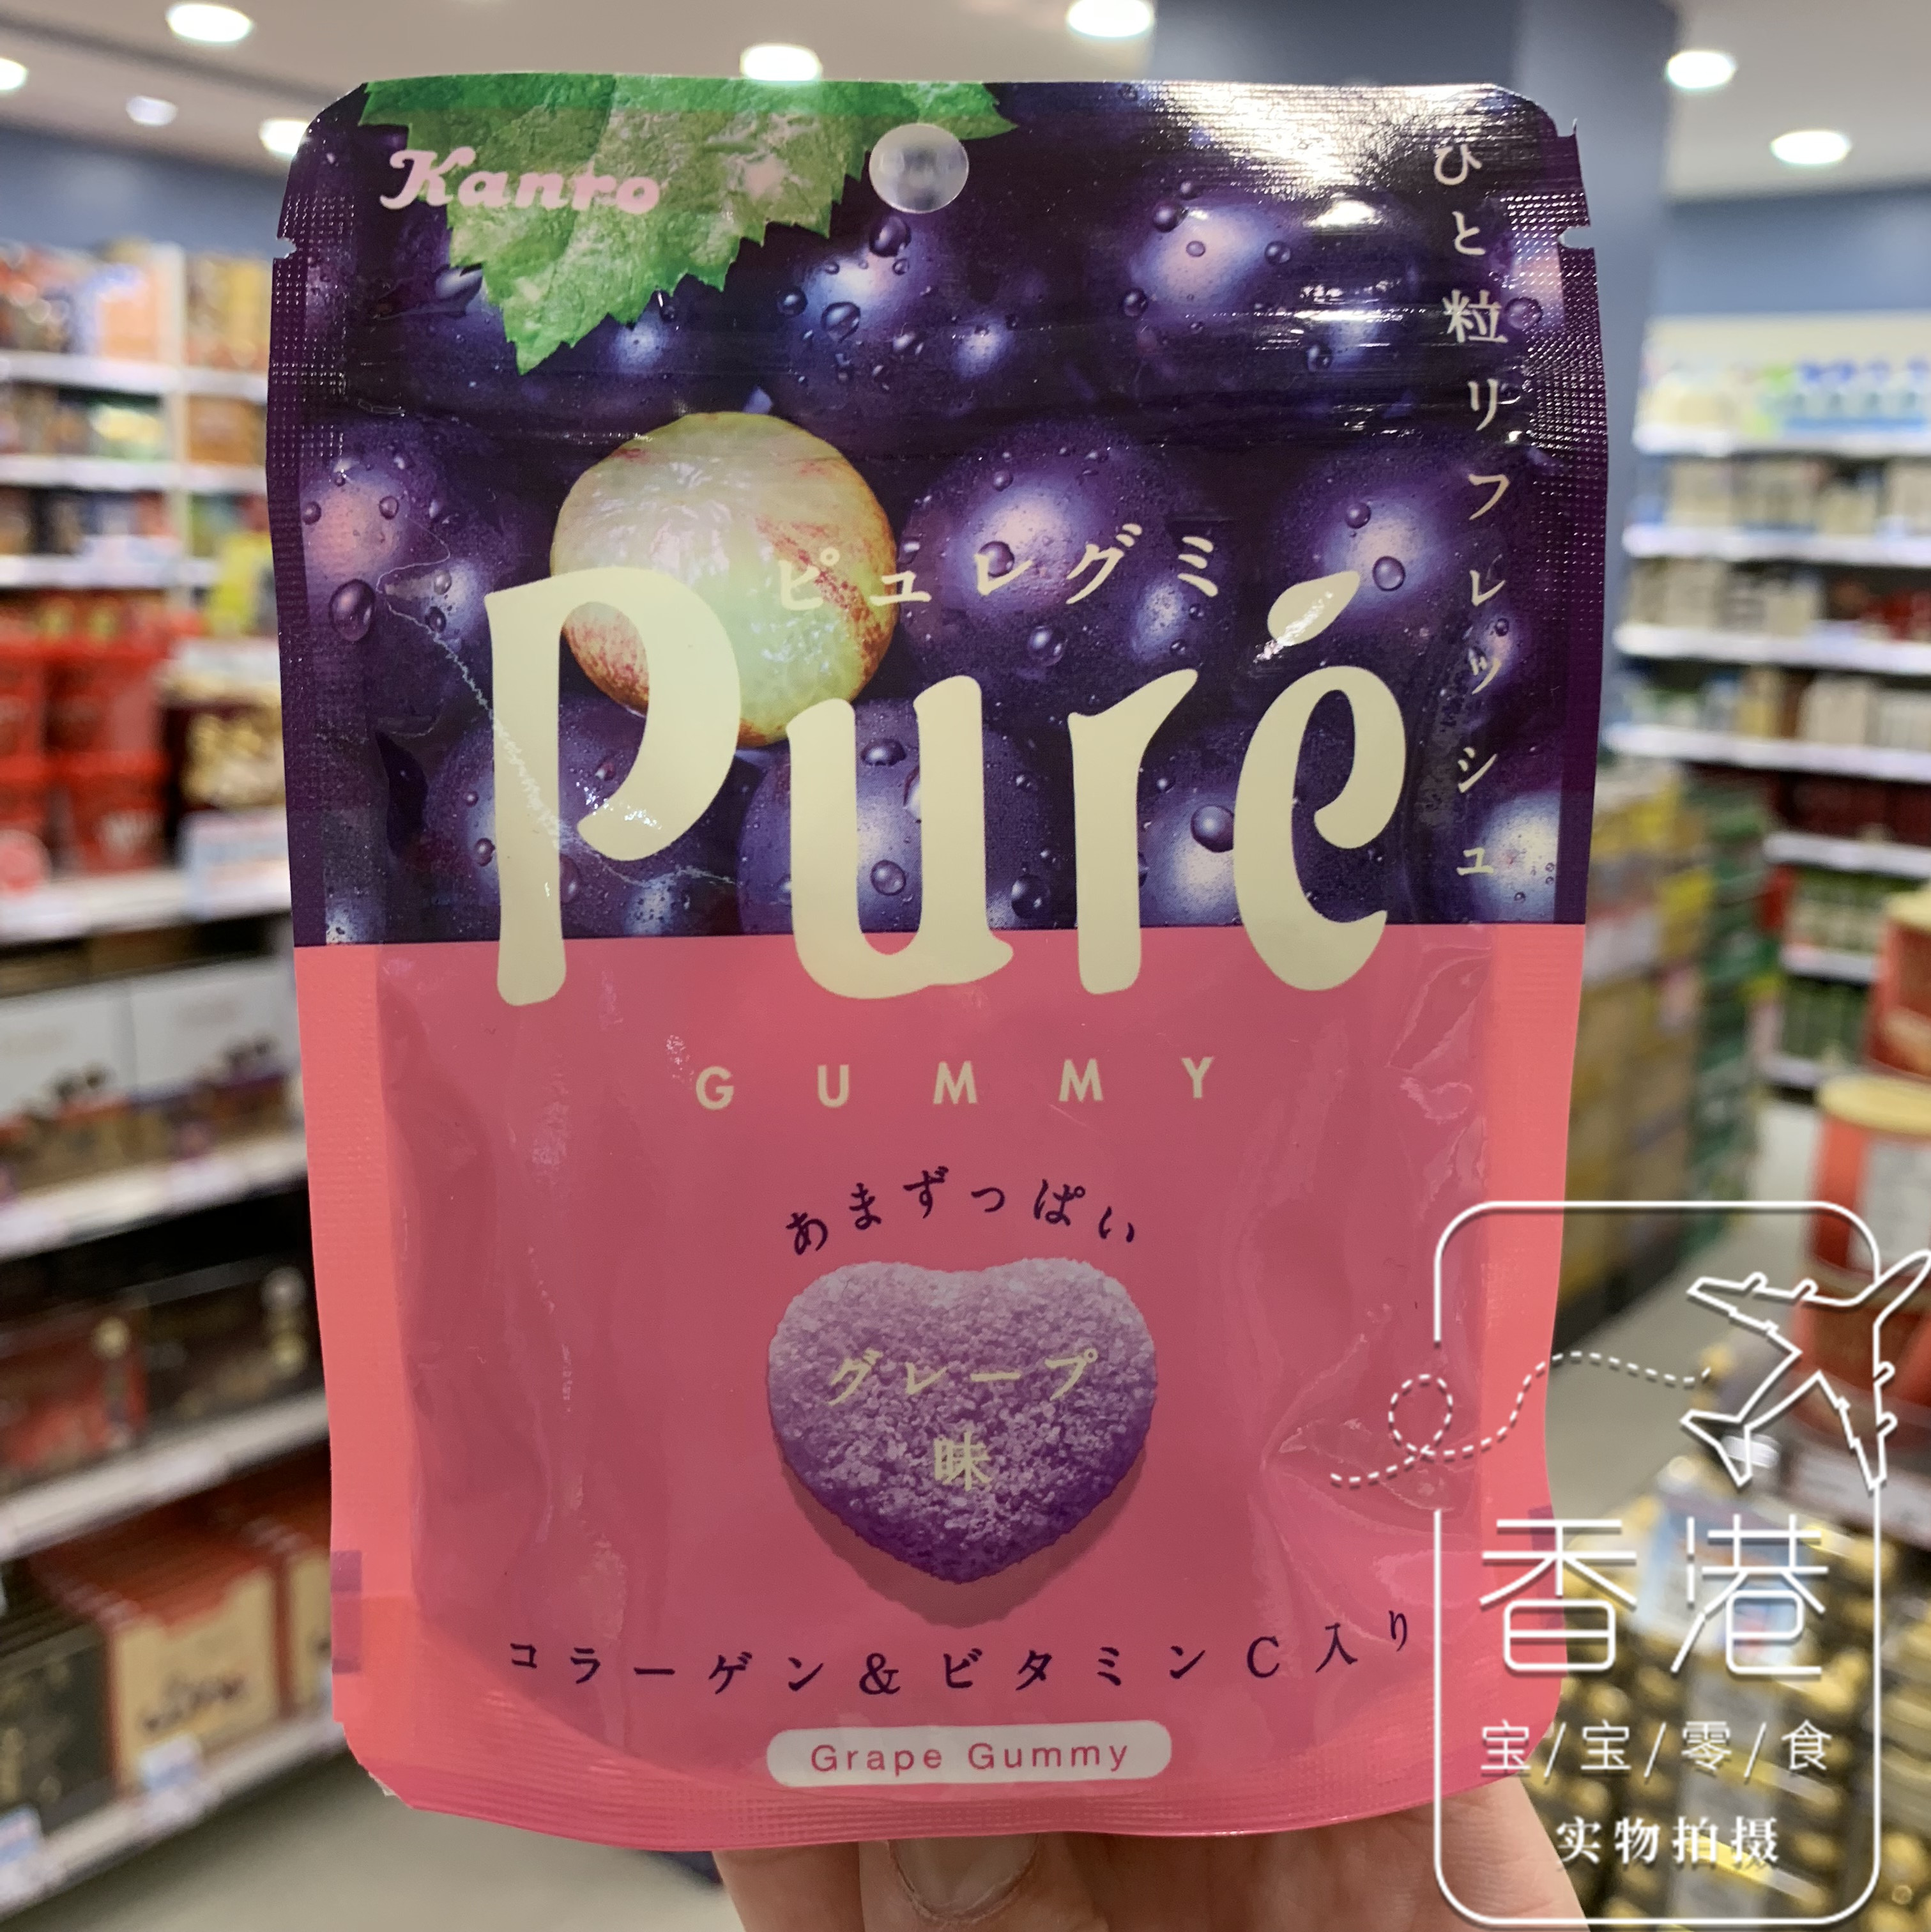 Kanro
ひと粒リフレッシュ
ピュレグミ
Puré
GUMMY
あまずっぱい
グレープ
味
コラーゲン&ビタミンC入り
Grape Gummy
香港
宝/宝/零/食
实物拍摄